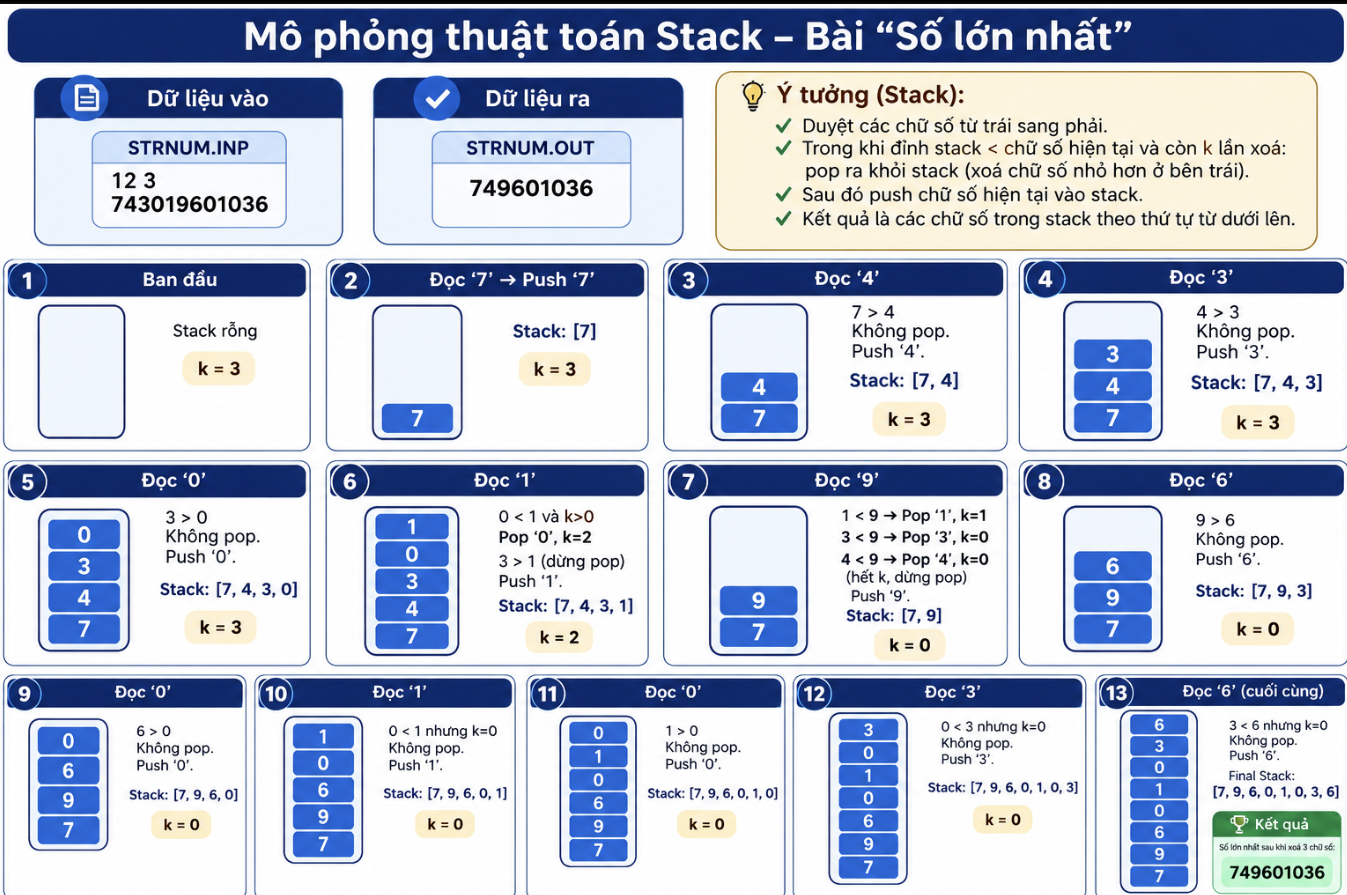 Mô phỏng thuật toán Stack – Bài “Số lớn nhất”
Dữ liệu vào
STRNUM.INP
12 3
743019601036
Dữ liệu ra
STRNUM.OUT
749601036
Ý tưởng (Stack):
✓ Duyệt các chữ số từ trái sang phải.
✓ Trong khi đỉnh stack < chữ số hiện tại và còn k lần xoá:
pop ra khỏi stack (xoá chữ số nhỏ hơn ở bên trái).
✓ Sau đó push chữ số hiện tại vào stack.
✓ Kết quả là các chữ số trong stack theo thứ tự từ dưới lên.
1 Ban đầu
Stack rỗng
k = 3
2 Đọc ‘7’ → Push ‘7’
7
Stack: [7]
k = 3
3 Đọc ‘4’
4
7
7 > 4
Không pop.
Push ‘4’.
Stack: [7, 4]
k = 3
4 Đọc ‘3’
3
4
7
4 > 3
Không pop.
Push ‘3’.
Stack: [7, 4, 3]
k = 3
5 Đọc ‘0’
0
3
4
7
3 > 0
Không pop.
Push ‘0’.
Stack: [7, 4, 3, 0]
k = 3
6 Đọc ‘1’
1
0
3
4
7
0 < 1 và k>0
Pop ‘0’, k=2
3 > 1 (dừng pop)
Push ‘1’.
Stack: [7, 4, 3, 1]
k = 2
7 Đọc ‘9’
9
7
1 < 9 → Pop ‘1’, k=1
3 < 9 → Pop ‘3’, k=0
4 < 9 → Pop ‘4’, k=0
(hết k, dừng pop)
Push ‘9’.
Stack: [7, 9]
k = 0
8 Đọc ‘6’
6
9
7
9 > 6
Không pop.
Push ‘6’.
Stack: [7, 9, 3]
k = 0
9 Đọc ‘0’
0
6
9
7
6 > 0
Không pop.
Push ‘0’.
Stack: [7, 9, 6, 0]
k = 0
10 Đọc ‘1’
1
0
6
9
7
0 < 1 nhưng k=0
Không pop.
Push ‘1’.
Stack: [7, 9, 6, 0, 1]
k = 0
11 Đọc ‘0’
0
1
0
6
9
7
1 > 0
Không pop.
Push ‘0’.
Stack: [7, 9, 6, 0, 1, 0]
k = 0
12 Đọc ‘3’
3
0
1
0
6
9
7
0 < 3 nhưng k=0
Không pop.
Push ‘3’.
Stack: [7, 9, 6, 0, 1, 0, 3]
k = 0
13 Đọc ‘6’ (cuối cùng)
6
3
0
1
0
6
9
7
3 < 6 nhưng k=0
Không pop.
Push ‘6’.
Final Stack:
[7, 9, 6, 0, 1, 0, 3, 6]
Kết quả
Số lớn nhất sau khi xoá 3 chữ số:
749601036